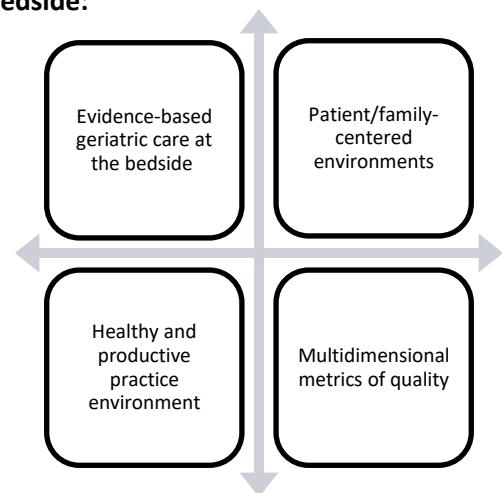 edside:
Evidence-based
geriatric care at
the bedside
Patient/family-
centered
environments
Healthy and
productive
practice
environment
Multidimensional
metrics of quality